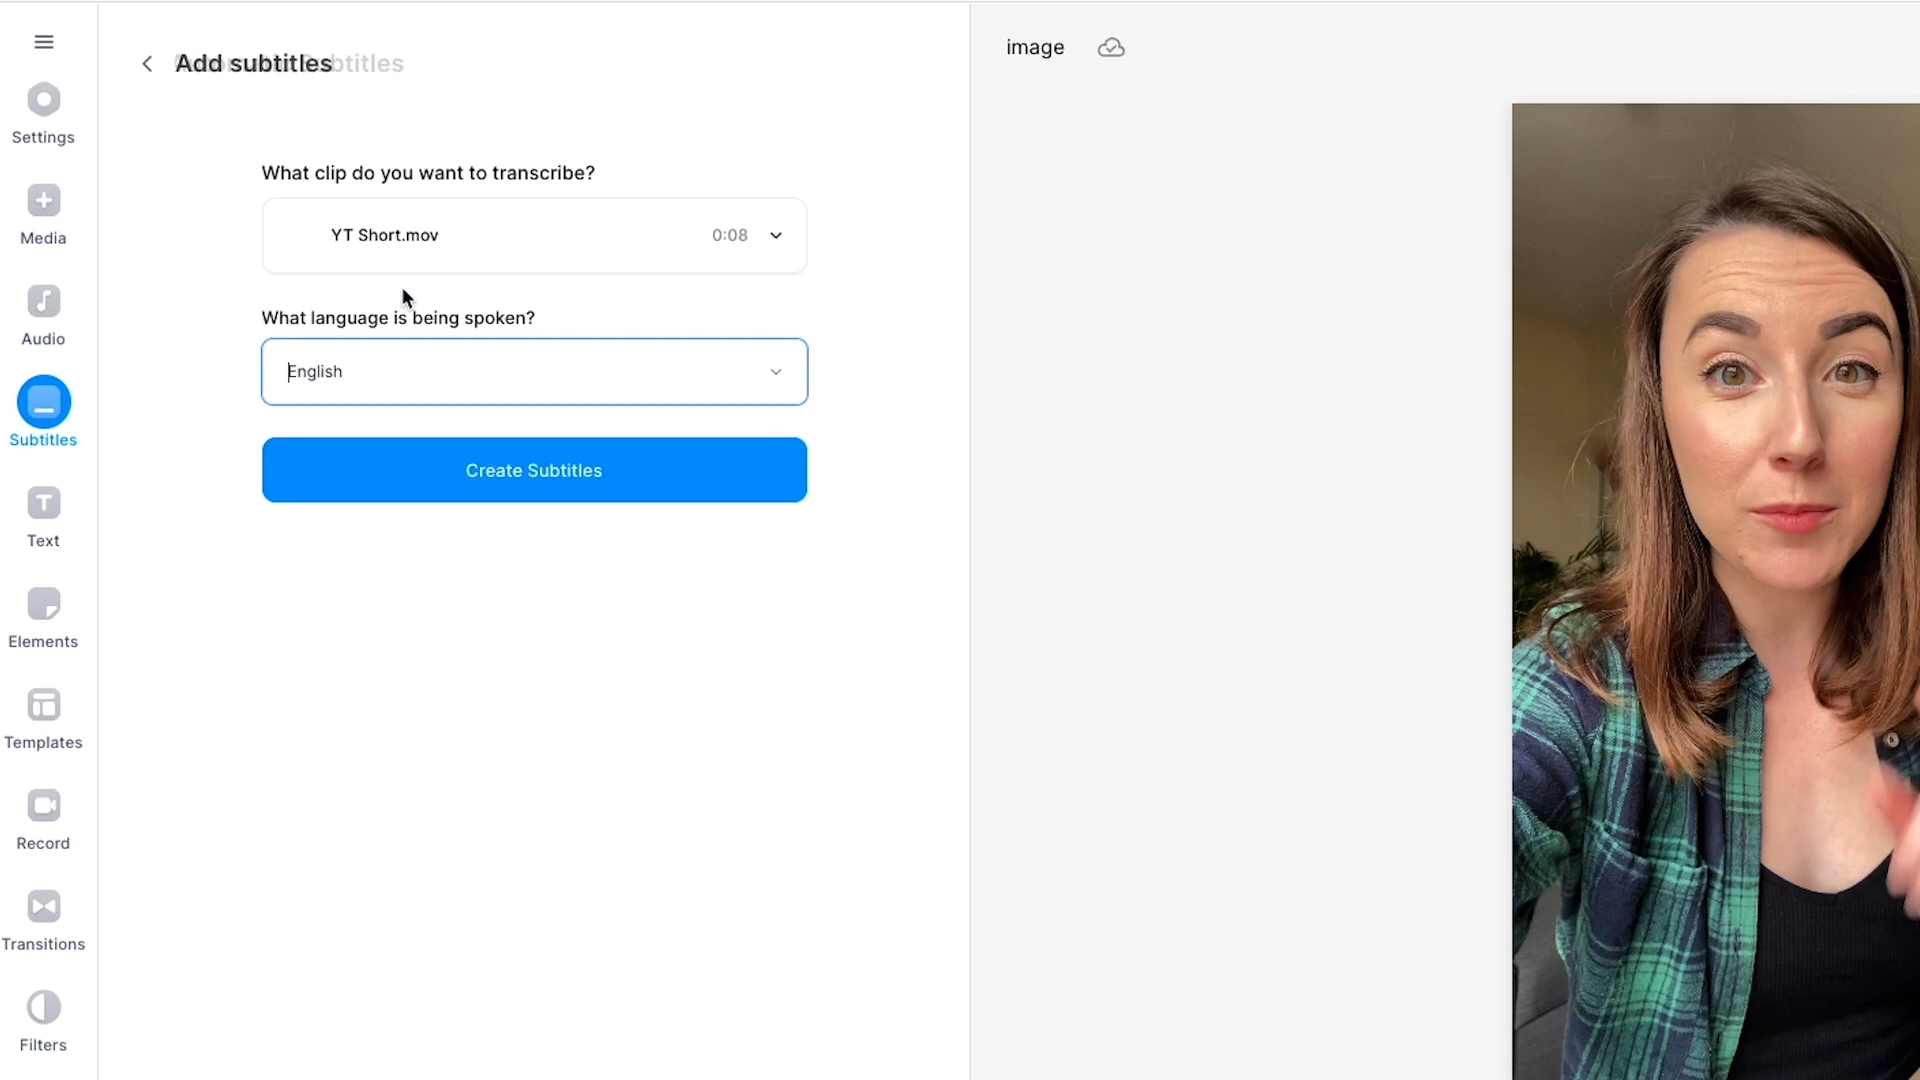 Add subtitles
image
Settings
What clip do you want to transcribe?
Media
YT Short.mov 0:08
What language is being spoken?
Audio
English
Subtitles
Create Subtitles
Text
Elements
Templates
Record
Transitions
Filters